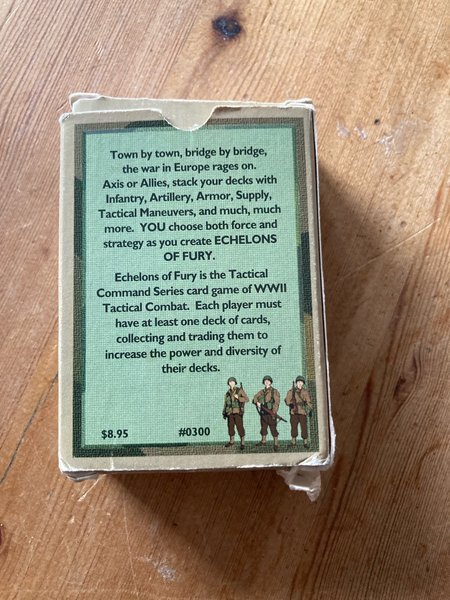 Town by town, bridge by bridge,
the war in Europe rages on.
Axis or Allies, stack your decks with
Infantry, Artillery, Armor, Supply,
Tactical Maneuvers, and much, much
more. YOU choose both force and
strategy as you create ECHELONS
OF FURY.
Echelons of Fury is the Tactical
Command Series card game of WWII
Tactical Combat. Each player must
have at least one deck of cards,
collecting and trading them to
increase the power and diversity of
their decks.
$8.95 #0300